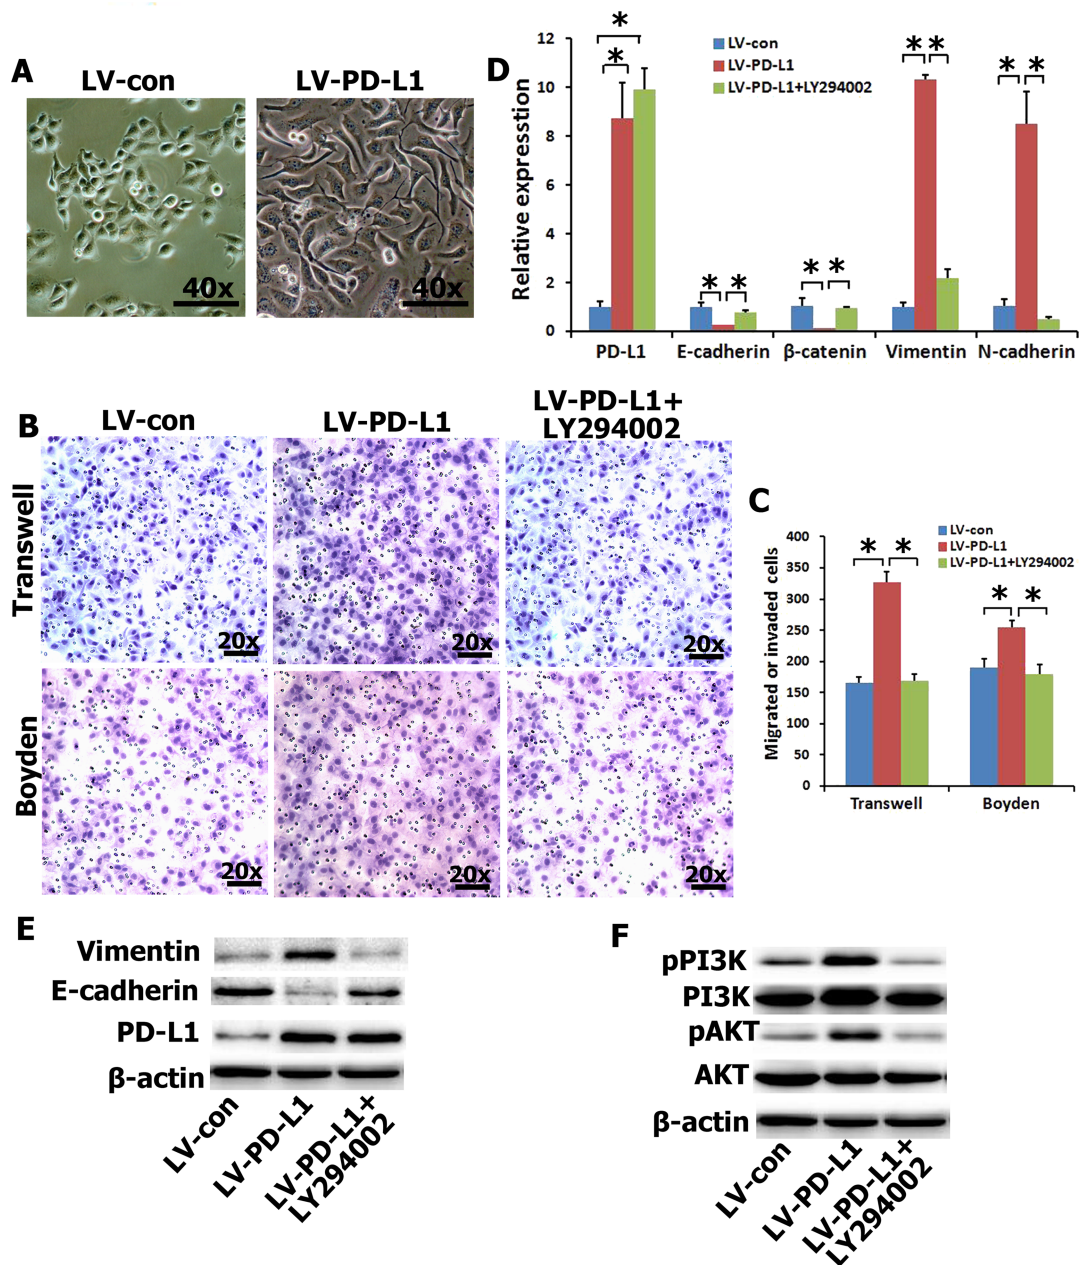 A
LV-con
LV-PD-L1
40x
40x
D
Relative expresstion
12
10
8
6
4
2
0
LV-con
LV-PD-L1
LV-PD-L1+LY294002
*
*
*
*
*
*
*
*
*
*
PD-L1
E-cadherin
β-catenin
Vimentin
N-cadherin
B
LV-con
LV-PD-L1
LV-PD-L1+
LY294002
Transwell
20x
20x
20x
Boyden
20x
20x
20x
C
Migrated or invaded cells
400
350
300
250
200
150
100
50
0
LV-con
LV-PD-L1
LV-PD-L1+LY294002
*
*
*
*
Transwell
Boyden
E
Vimentin
E-cadherin
PD-L1
β-actin
LV-con
LV-PD-L1
LV-PD-L1+
LY294002
F
pPI3K
PI3K
pAKT
AKT
β-actin
LV-con
LV-PD-L1
LV-PD-L1+
LY294002